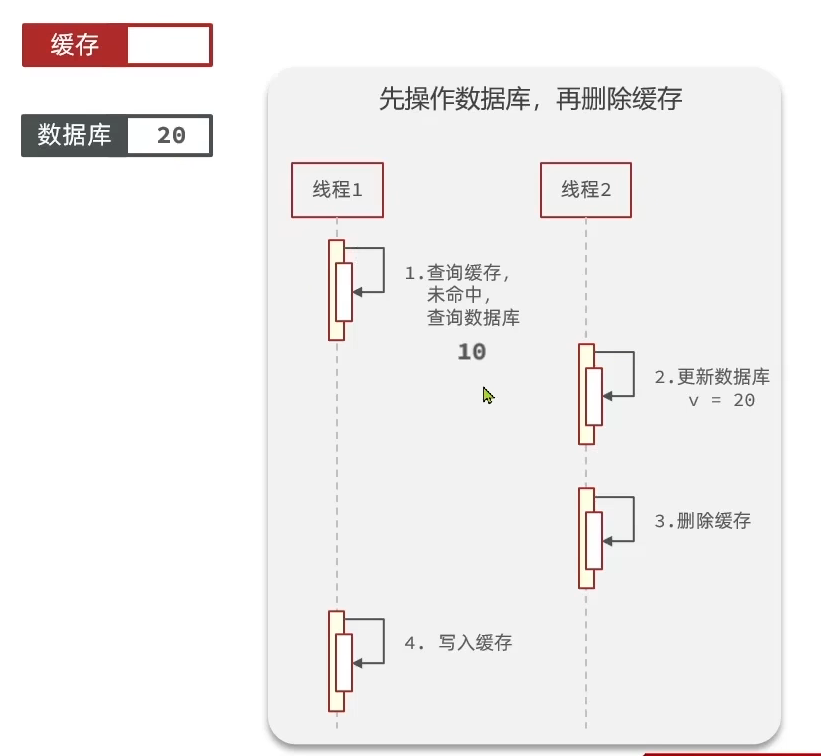 缓存
数据库 20
先操作数据库，再删除缓存
线程1
线程2
1.查询缓存，
未命中，
查询数据库
10
2.更新数据库
v = 20
3.删除缓存
4. 写入缓存